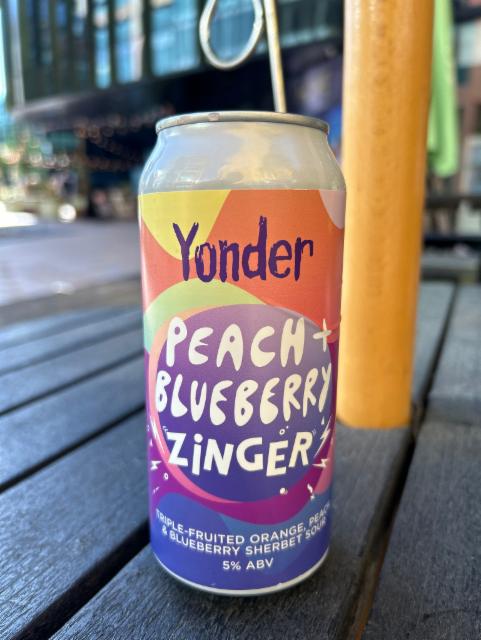 Yonder
PEACH +
BLUEBERRY
"ZiNGER"
TRIPLE-FRUITED ORANGE, PEACH
& BLUEBERRY SHERBET SOUR
5% ABV